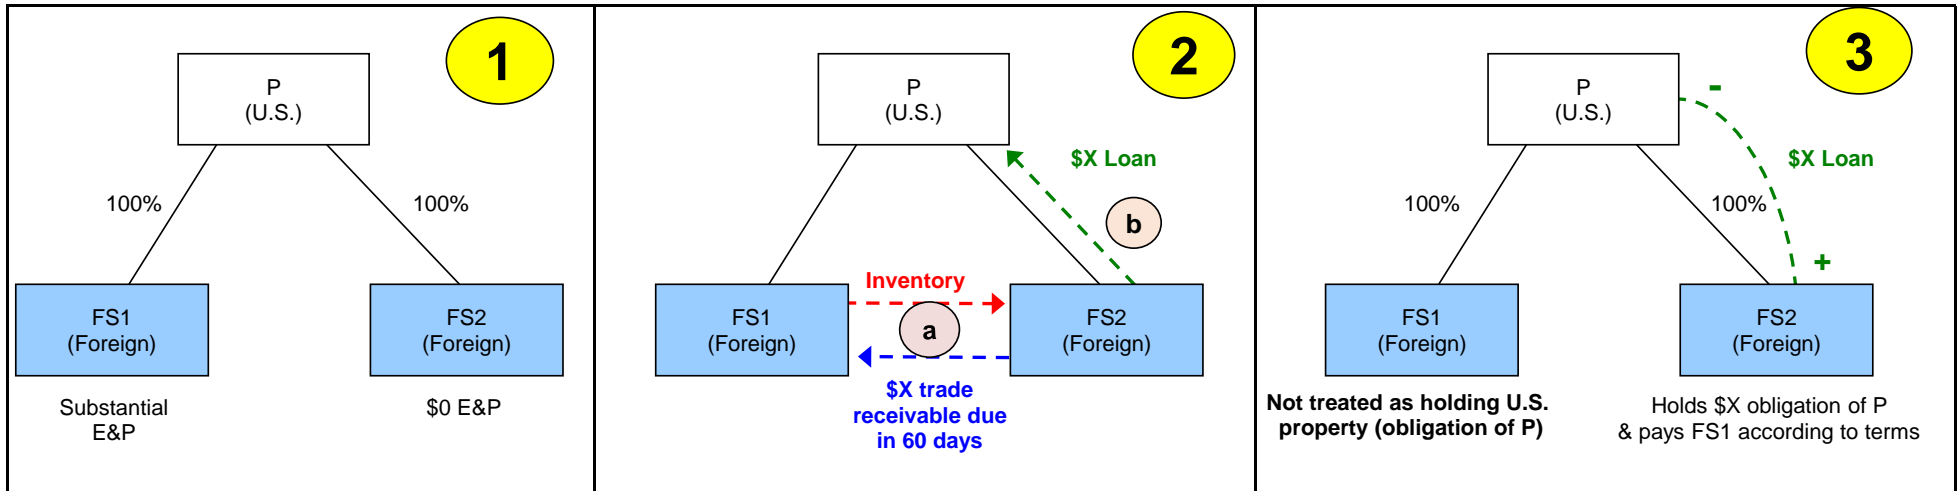 1
P
(U.S.)
100%
100%
FS1
(Foreign)
FS2
(Foreign)
Substantial
E&P
$0 E&P
2
P
(U.S.)
$X Loan
b
Inventory
a
FS1
(Foreign)
FS2
(Foreign)
$X trade
receivable due
in 60 days
3
P
(U.S.)
-
$X Loan
100%
100%
+
FS1
(Foreign)
FS2
(Foreign)
Not treated as holding U.S.
property (obligation of P)
Holds $X obligation of P
& pays FS1 according to terms